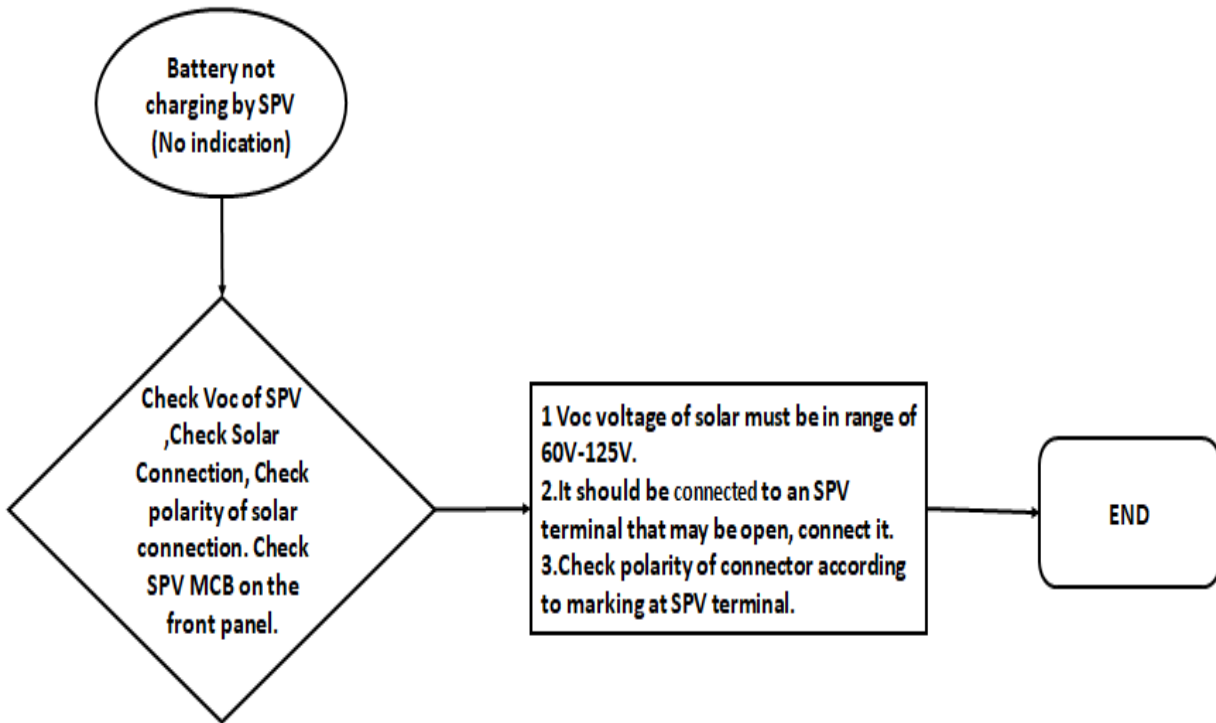 Battery not
charging by SPV
(No indication)
Check Voc of SPV
,Check Solar
Connection, Check
polarity of solar
connection. Check
SPV MCB on the
front panel.
1 Voc voltage of solar must be in range of
60V-125V.
2.It should be connected to an SPV
terminal that may be open, connect it.
3.Check polarity of connector according
to marking at SPV terminal.
END